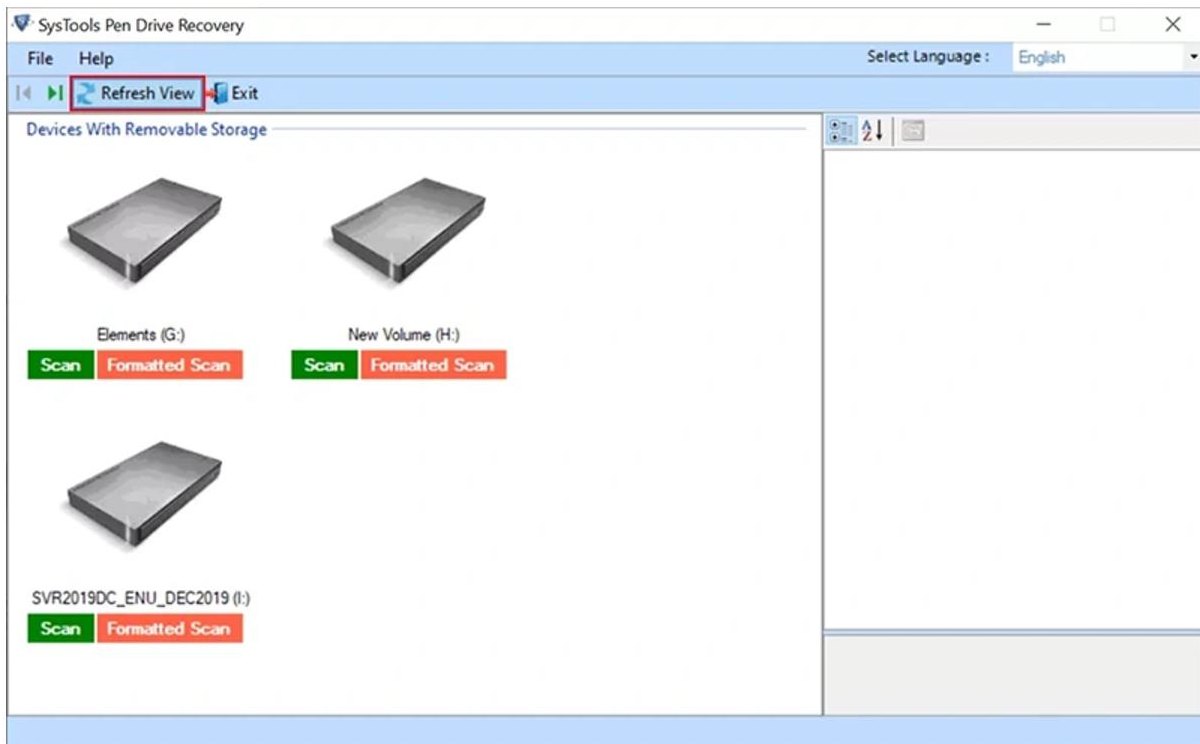 SysTools Pen Drive Recovery
File Help Select Language : English
Refresh View Exit
Devices With Removable Storage
Elements (G:) New Volume (H:)
Scan Formatted Scan Scan Formatted Scan
SVR2019DC_ENU_DEC2019 (I:)
Scan Formatted Scan